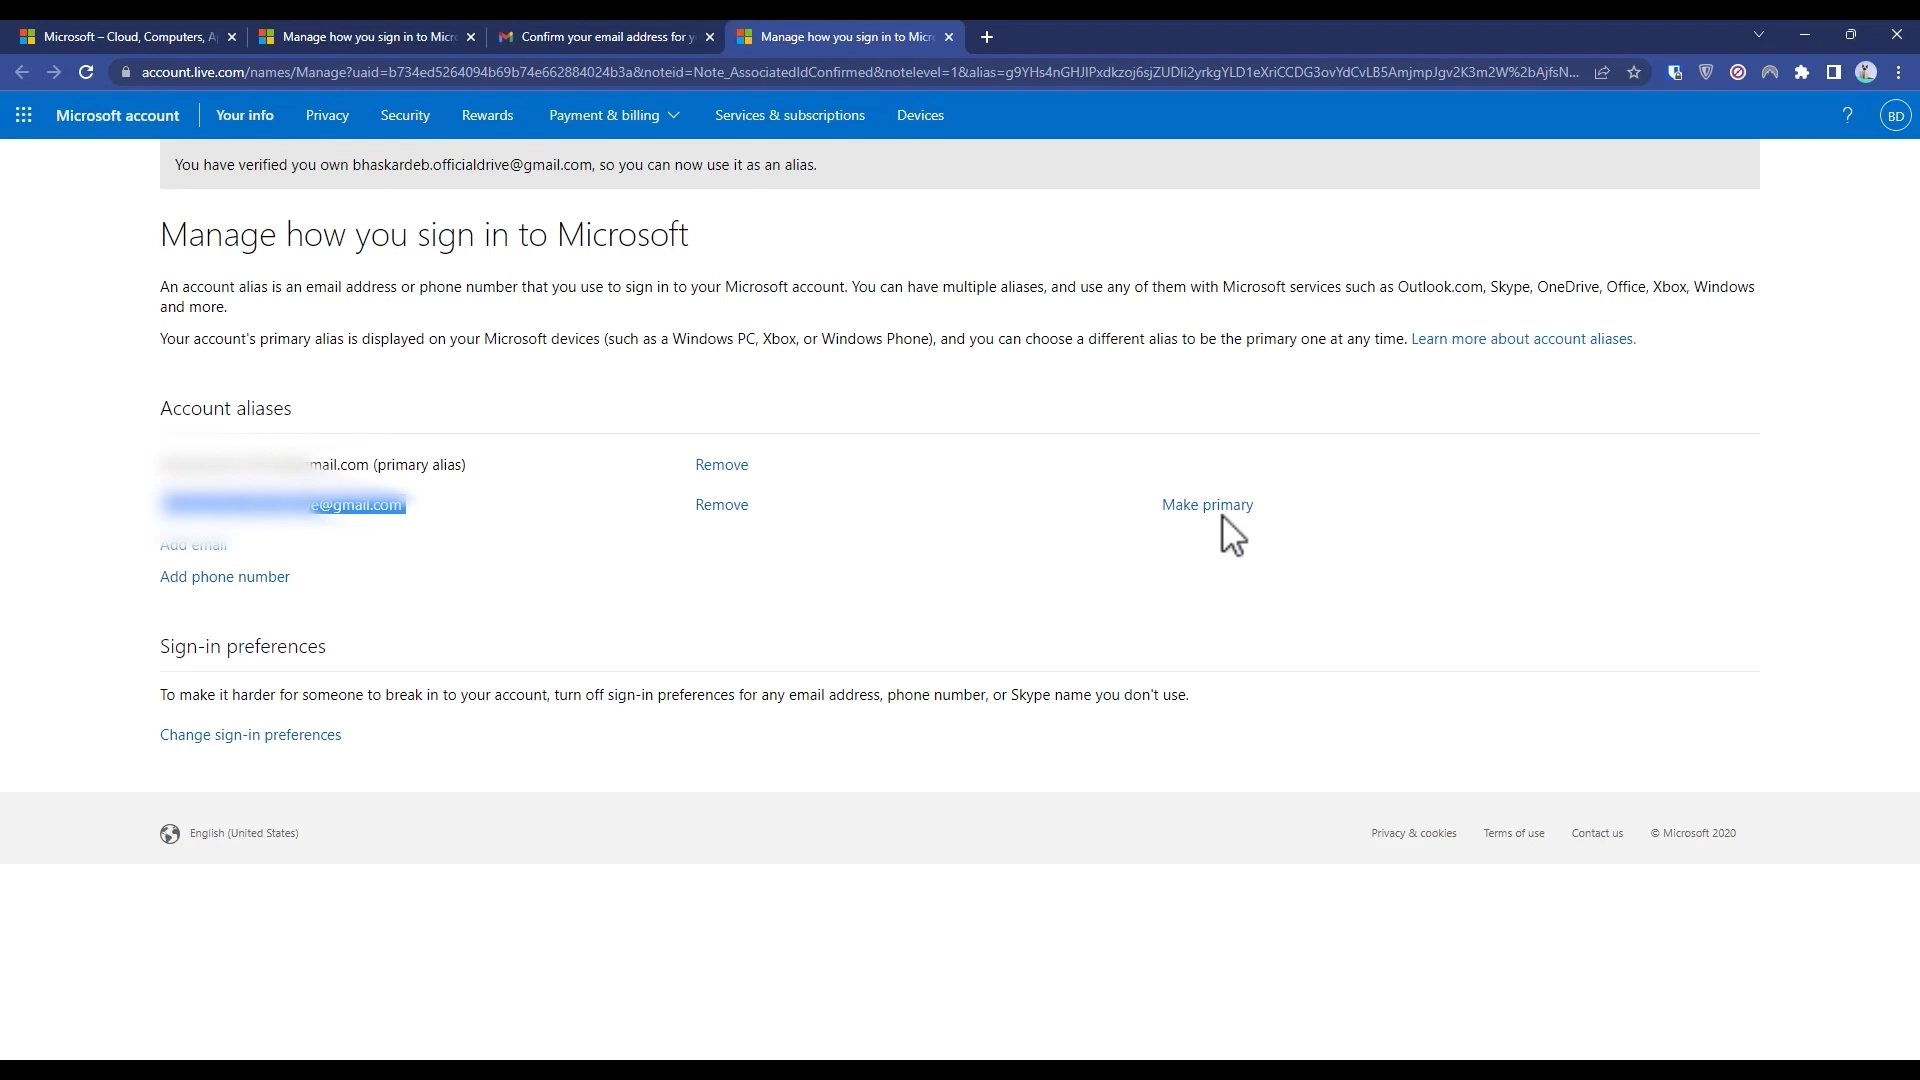 Microsoft – Cloud, Computers, A
Manage how you sign in to Micr
Confirm your email address for y
Manage how you sign in to Micr
account.live.com/names/Manage?uaid=b734ed5264094b69b74e662884024b3a&noteid=Note_AssociatedIdConfirmed&notelevel=1&alias=g9YHs4nGHJIPxdkzoj6sjZUDli2yrkgYLD1eXriCCDG3ovYdCvLB5AmjmpJgv2K3m2W%2bAjfsN...
Microsoft account
Your info
Privacy
Security
Rewards
Payment & billing
Services & subscriptions
Devices
?
BD
You have verified you own bhaskardeb.officialdrive@gmail.com, so you can now use it as an alias.
Manage how you sign in to Microsoft
An account alias is an email address or phone number that you use to sign in to your Microsoft account. You can have multiple aliases, and use any of them with Microsoft services such as Outlook.com, Skype, OneDrive, Office, Xbox, Windows
and more.
Your account's primary alias is displayed on your Microsoft devices (such as a Windows PC, Xbox, or Windows Phone), and you can choose a different alias to be the primary one at any time. Learn more about account aliases.
Account aliases
mail.com (primary alias)
Remove
e@gmail.com
Remove
Make primary
Add email
Add phone number
Sign-in preferences
To make it harder for someone to break in to your account, turn off sign-in preferences for any email address, phone number, or Skype name you don't use.
Change sign-in preferences
English (United States)
Privacy & cookies
Terms of use
Contact us
© Microsoft 2020